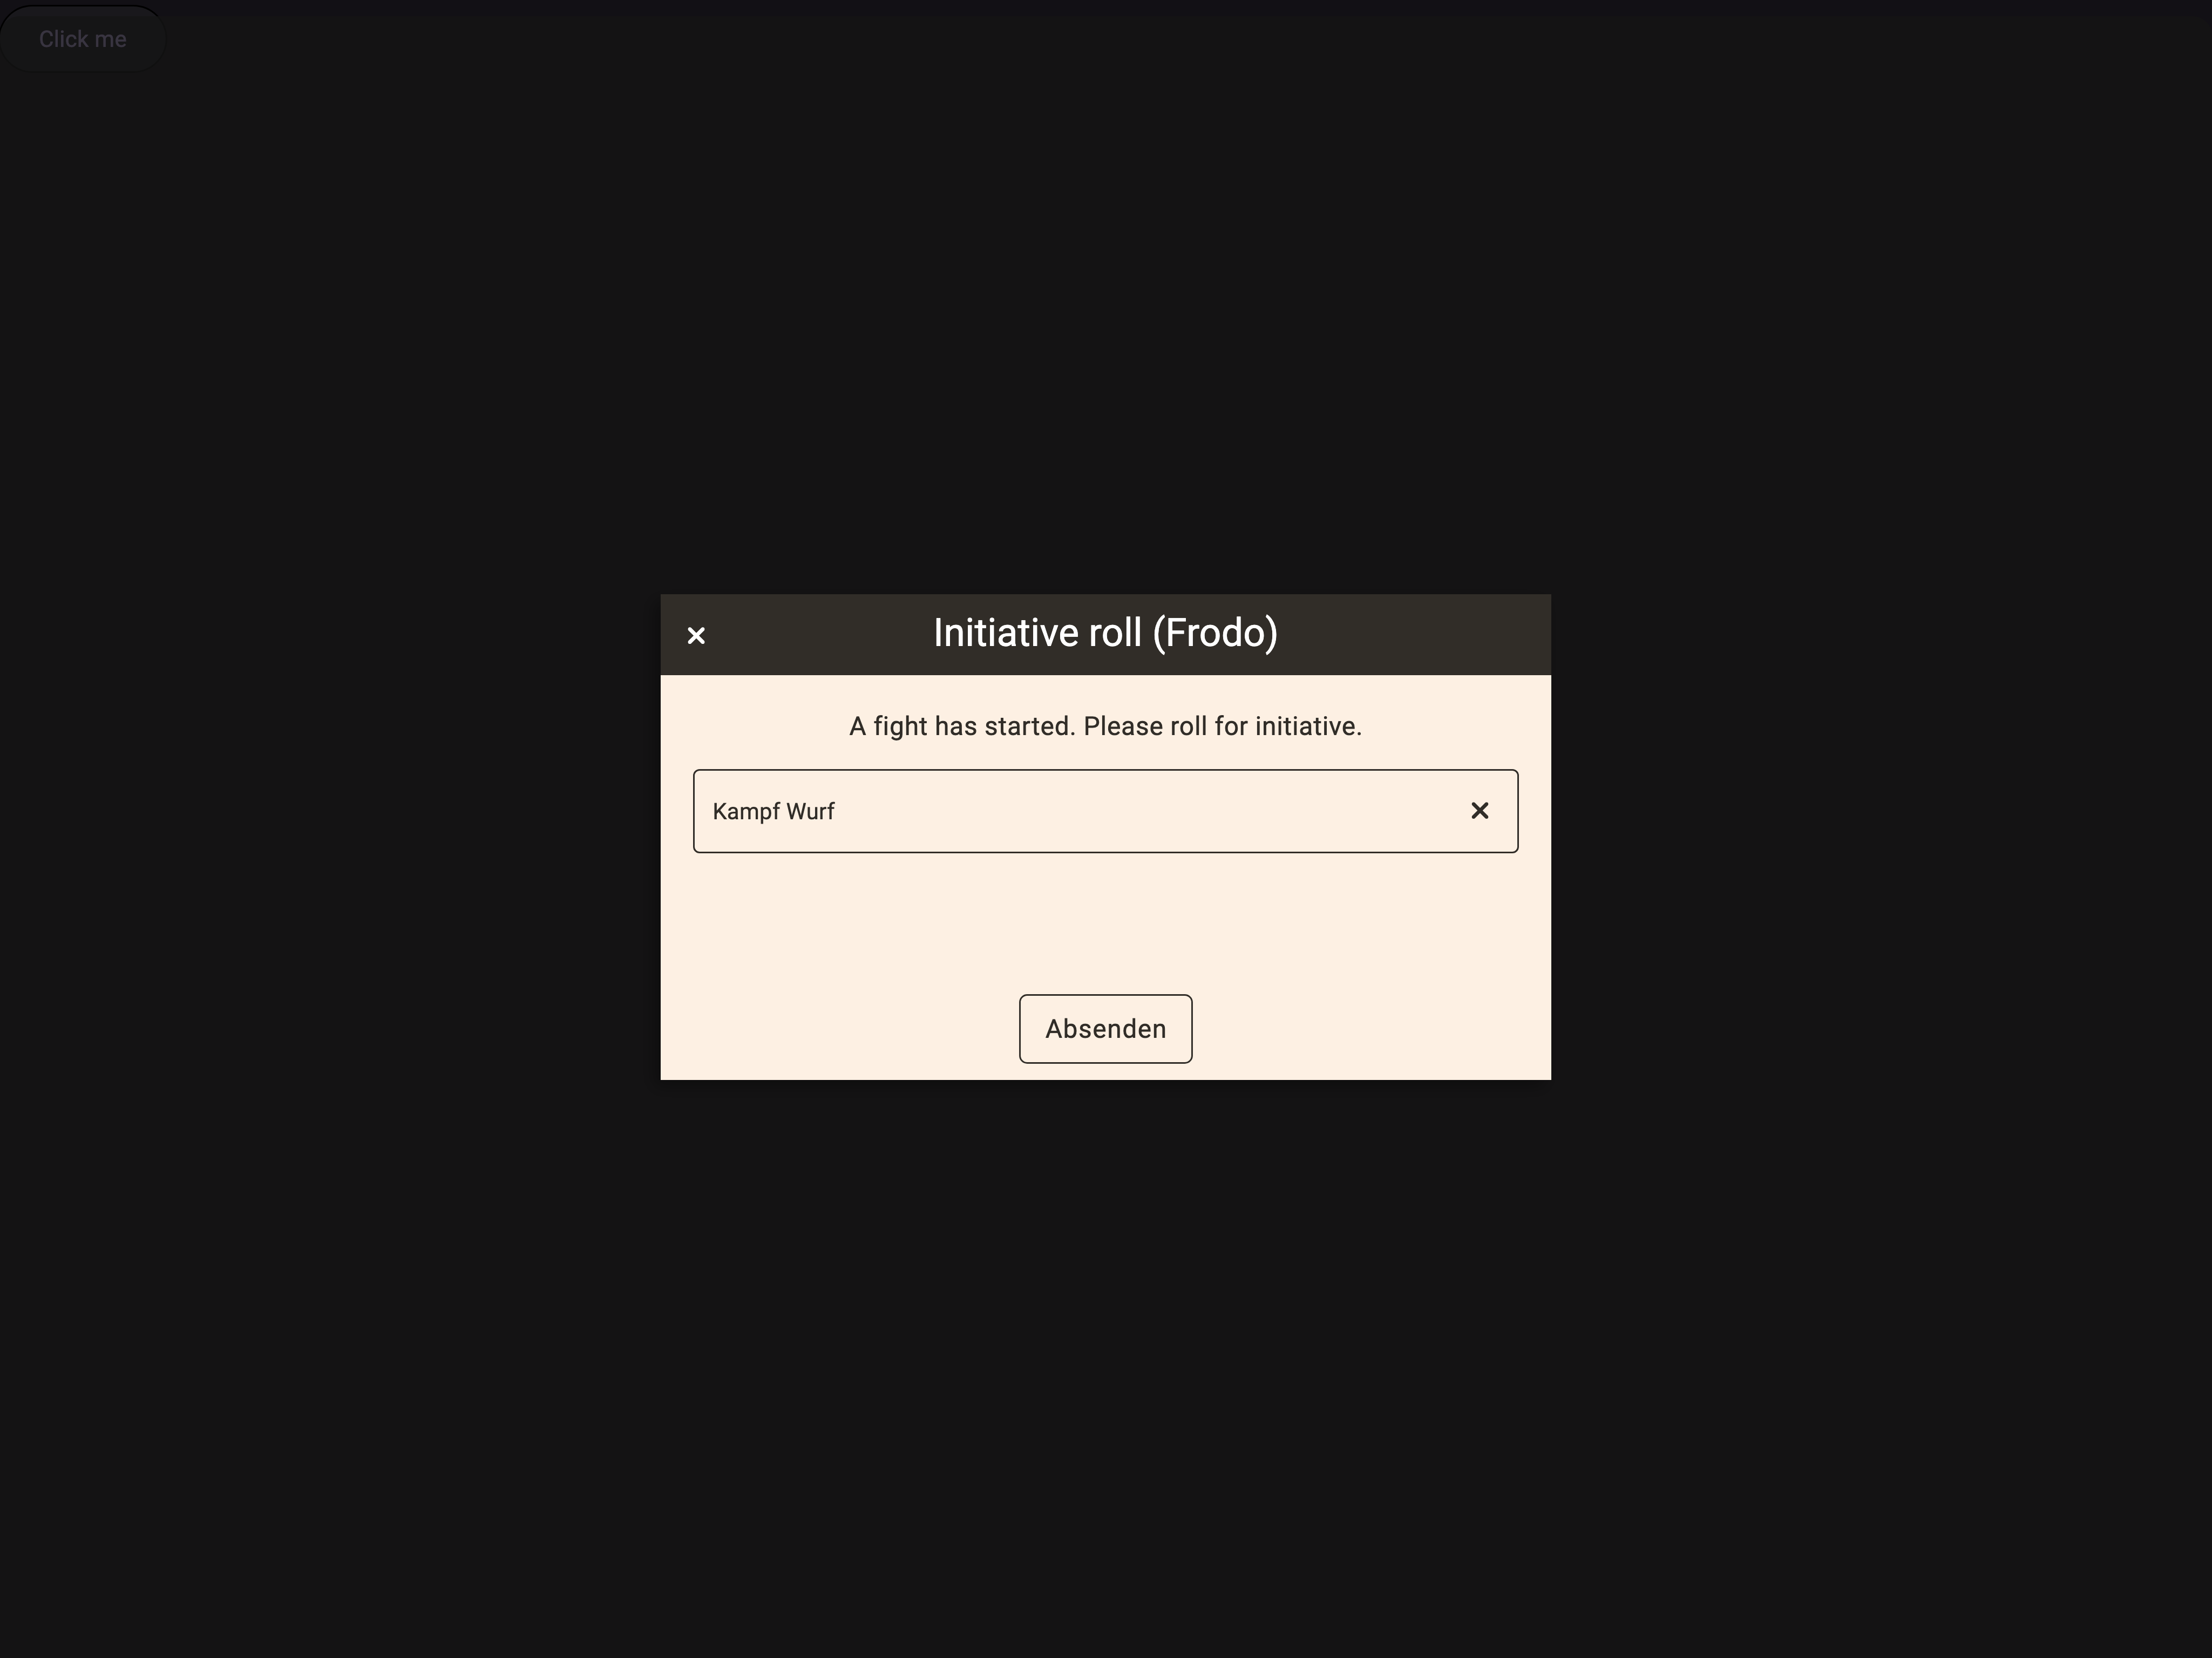 Click me
Initiative roll (Frodo)
A fight has started. Please roll for initiative.
Kampf Wurf
Absenden